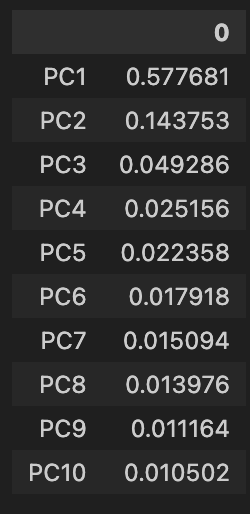 0
PC1 0.577681
PC2 0.143753
PC3 0.049286
PC4 0.025156
PC5 0.022358
PC6 0.017918
PC7 0.015094
PC8 0.013976
PC9 0.011164
PC10 0.010502